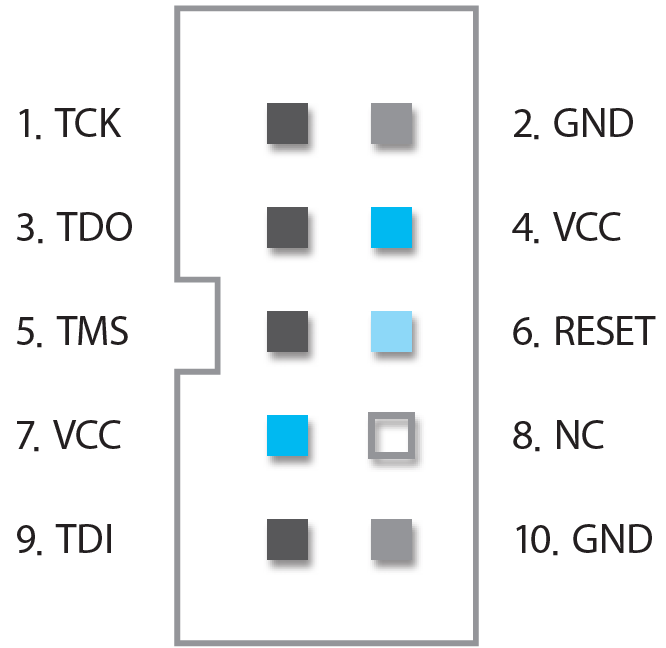 1. TCK
2. GND
3. TDO
4. VCC
5. TMS
6. RESET
7. VCC
8. NC
9. TDI
10. GND